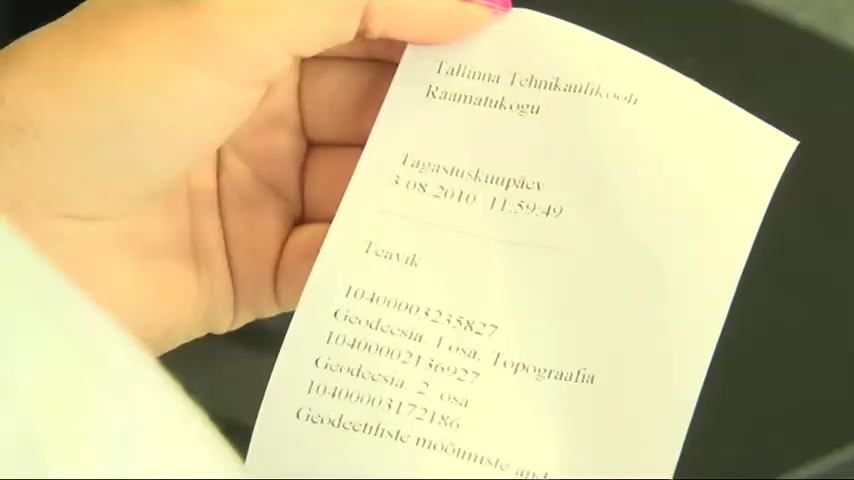 Tallinna Tehnikaülikooli
Raamatukogu
Tagastuskuupäev
3.08.2010 11:59:49
Teavik
10400003235827
Geodeesia. 1 osa, Topograafia
10400002136927
Geodeesia. 2. osa
10400003172186
Geodeetiliste mõõtmiste